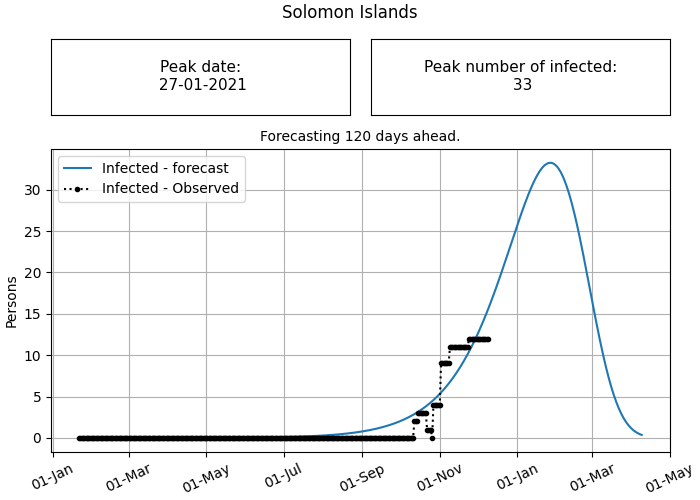 Solomon Islands
Peak date:
27-01-2021
Peak number of infected:
33
Forecasting 120 days ahead.
Infected - forecast
Infected - Observed
Persons
30
25
20
15
10
5
0
01-Jan
01-Mar
01-May
01-Jul
01-Sep
01-Nov
01-Jan
01-Mar
01-May